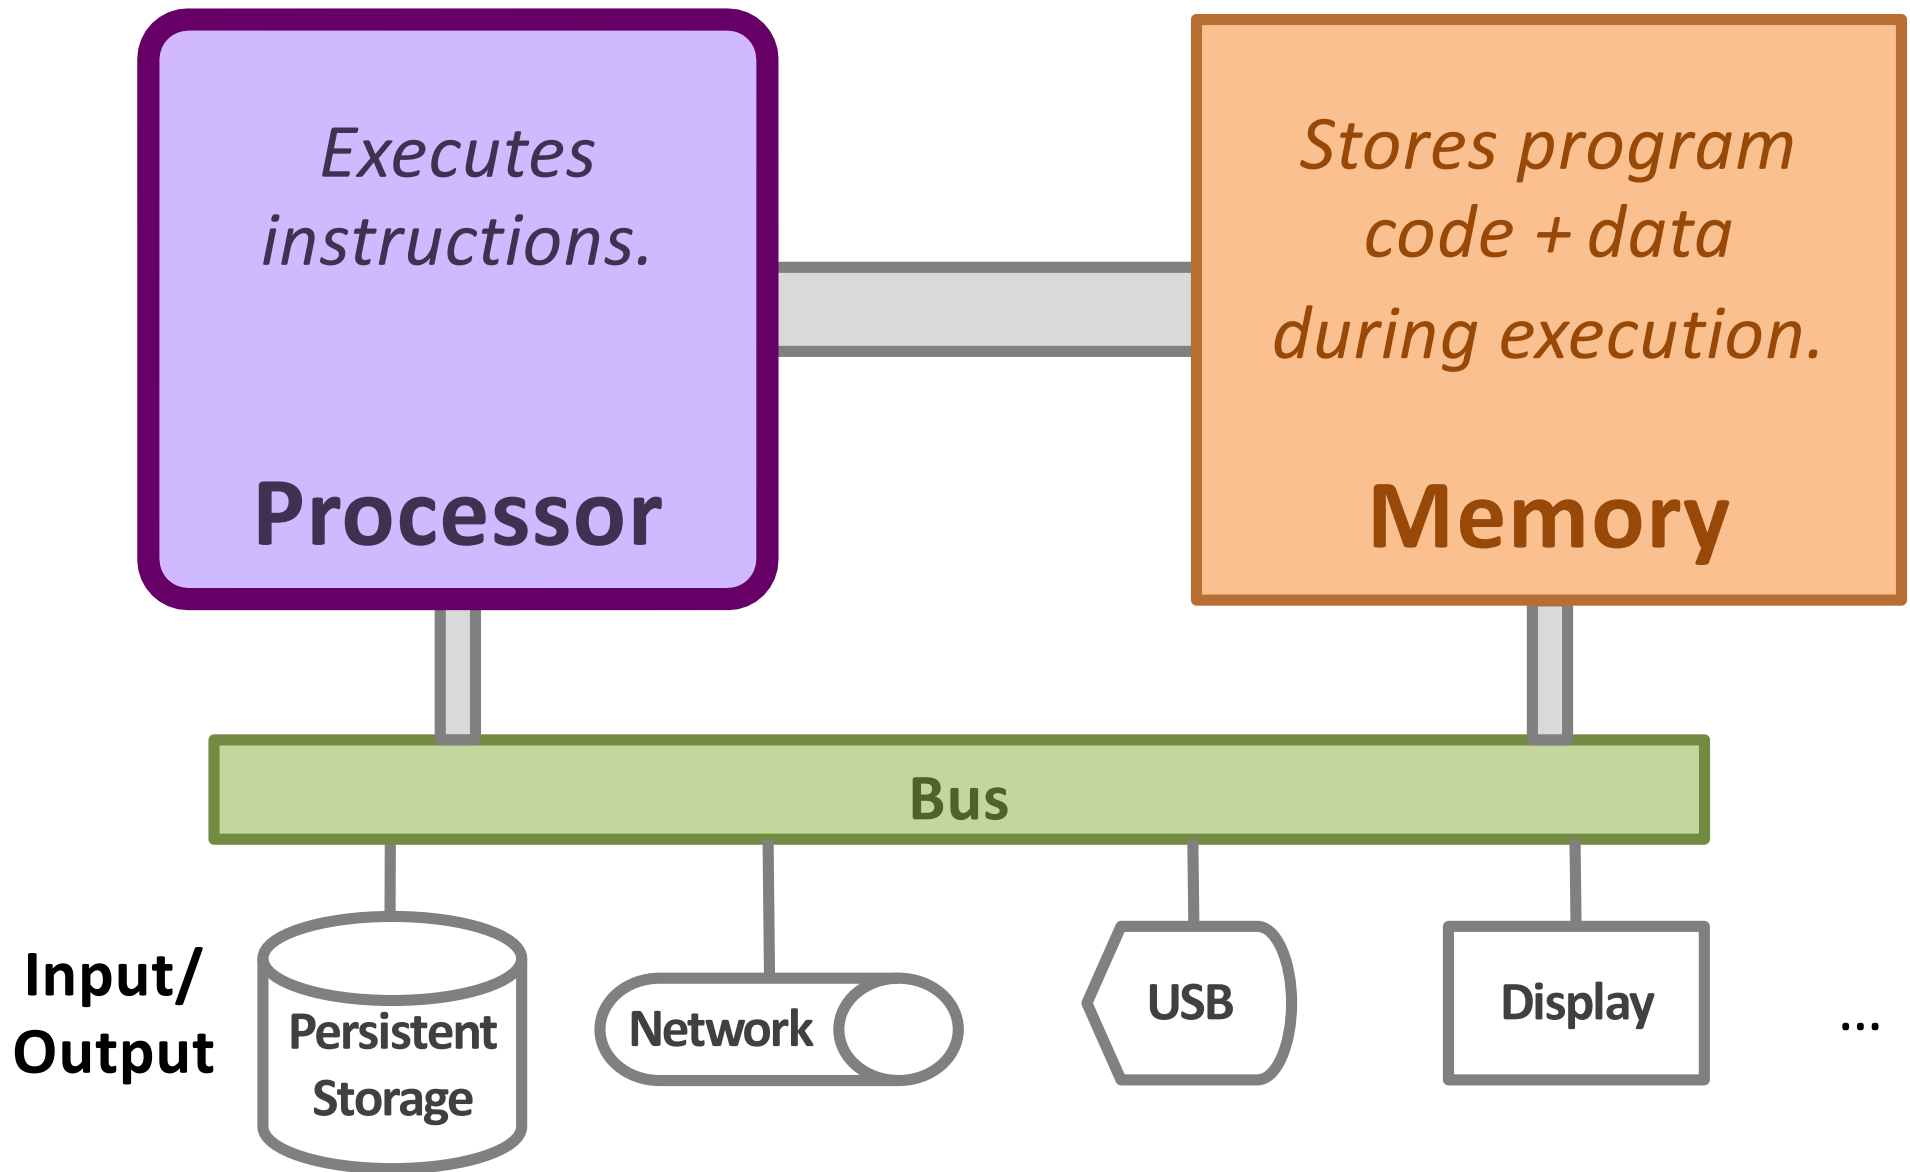 Executes
instructions.
Processor
Stores program
code + data
during execution.
Memory
Bus
Input/
Output
Persistent
Storage
Network
USB
Display
...